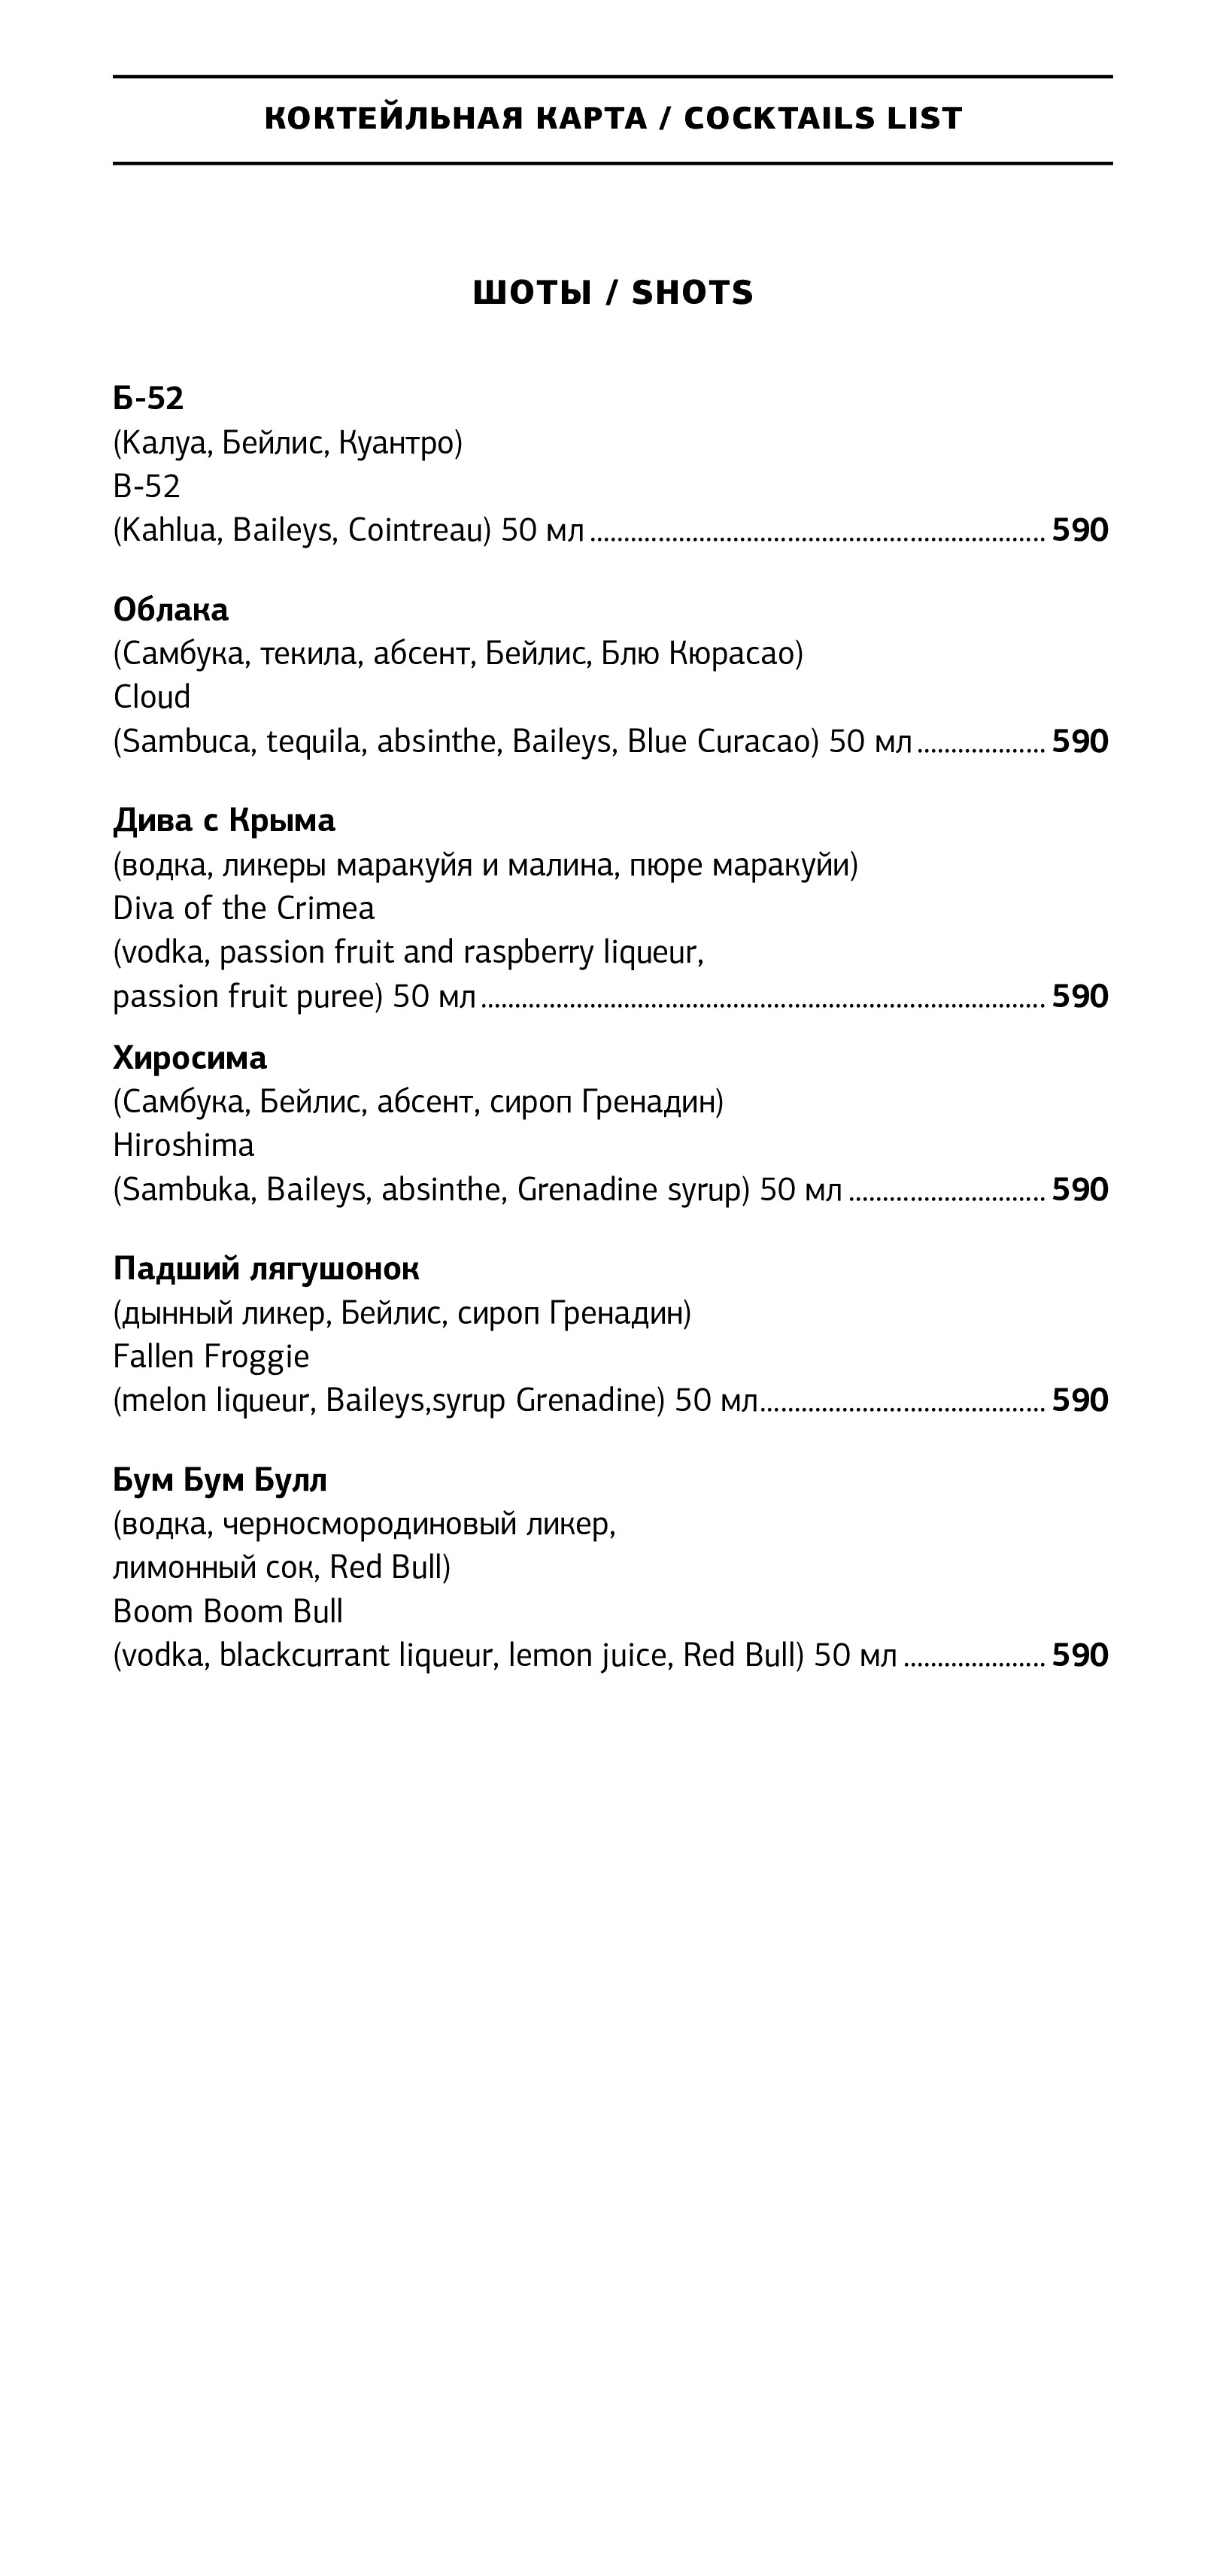 КОКТЕЙЛЬНАЯ КАРТА / COCKTAILS LIST
ШОТЫ / SHOTS
Б-52
(Калуа, Бейлис, Куантро)
B-52
(Kahlua, Baileys, Cointreau) 50 мл ........................ 590
Облака
(Самбука, текила, абсент, Бейлис, Блю Кюрасао)
Cloud
(Sambuca, tequila, absinthe, Baileys, Blue Curacao) 50 мл ................... 590
Дива с Крыма
(водка, ликеры маракуйя и малина, пюре маракуйи)
Diva of the Crimea
(vodka, passion fruit and raspberry liqueur,
passion fruit puree) 50 мл ........................ 590
Хиросима
(Самбука, Бейлис, абсент, сироп Гренадин)
Hiroshima
(Sambuka, Baileys, absinthe, Grenadine syrup) 50 мл ........................ 590
Падший лягушонок
(дынный ликер, Бейлис, сироп Гренадин)
Fallen Froggie
(melon liqueur, Baileys,syrup Grenadine) 50 мл........................ 590
Бум Бум Булл
(водка, черносмородиновый ликер,
лимонный сок, Red Bull)
Boom Boom Bull
(vodka, blackcurrant liqueur, lemon juice, Red Bull) 50 мл ..................... 590